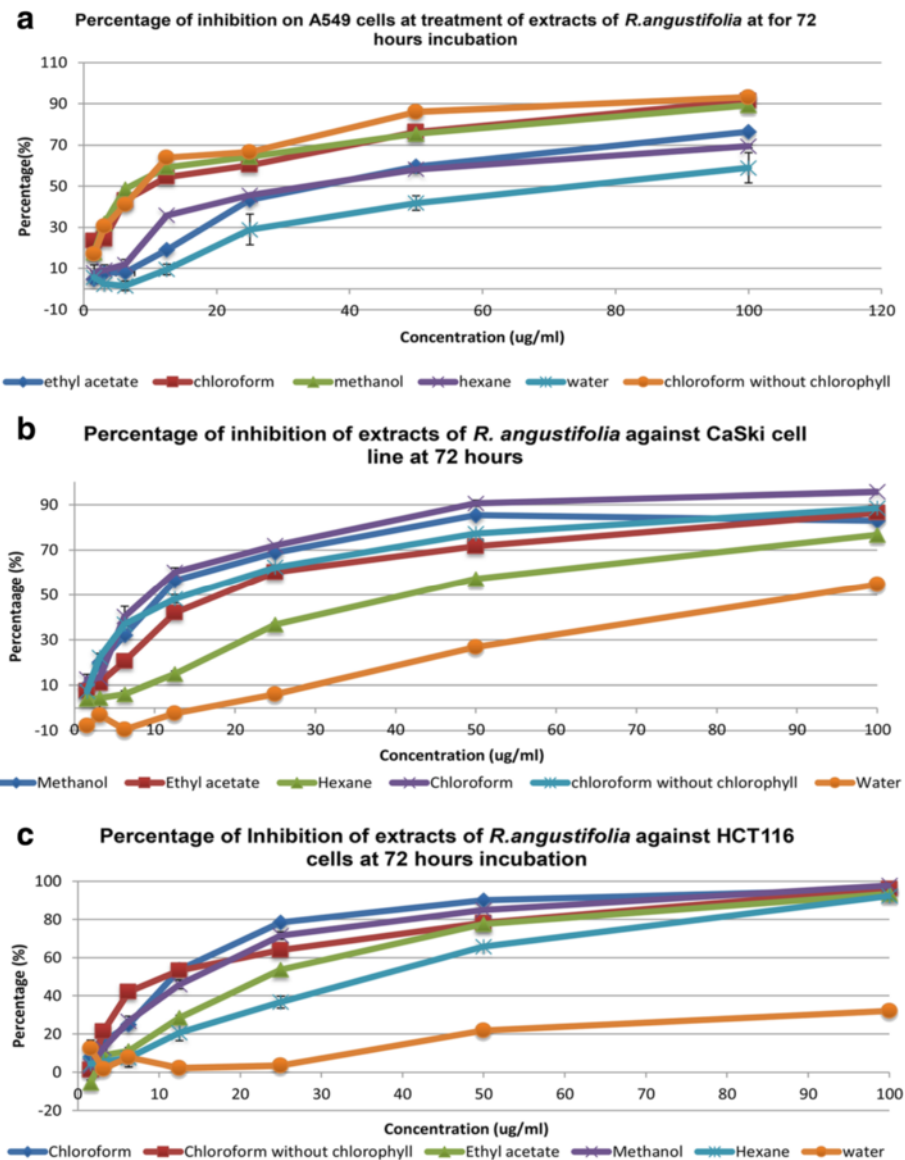 a
Percentage of inhibition on A549 cells at treatment of extracts of R.angustifolia at for 72
hours incubation
110
90
70
50
30
10
-10
Percentage(%)
0 20 40 60 80 100 120
Concentration (ug/ml)
ethyl acetate chloroform methanol hexane water chloroform without chlorophyll
b
Percentage of inhibition of extracts of R. angustifolia against CaSki cell
line at 72 hours
90
70
50
30
10
-10
Percentaage (%)
0 10 20 30 40 50 60 70 80 90 100
Concentration (ug/ml)
Methanol Ethyl acetate Hexane Chloroform chloroform without chlorophyll Water
c
Percentage of Inhibition of extracts of R.angustifolia against HCT116
cells at 72 hours incubation
100
80
60
40
20
0
-20
Percentage (%)
0 10 20 30 40 50 60 70 80 90 100
Concentration (ug/ml)
Chloroform Chloroform without chlorophyll Ethyl acetate Methanol Hexane water